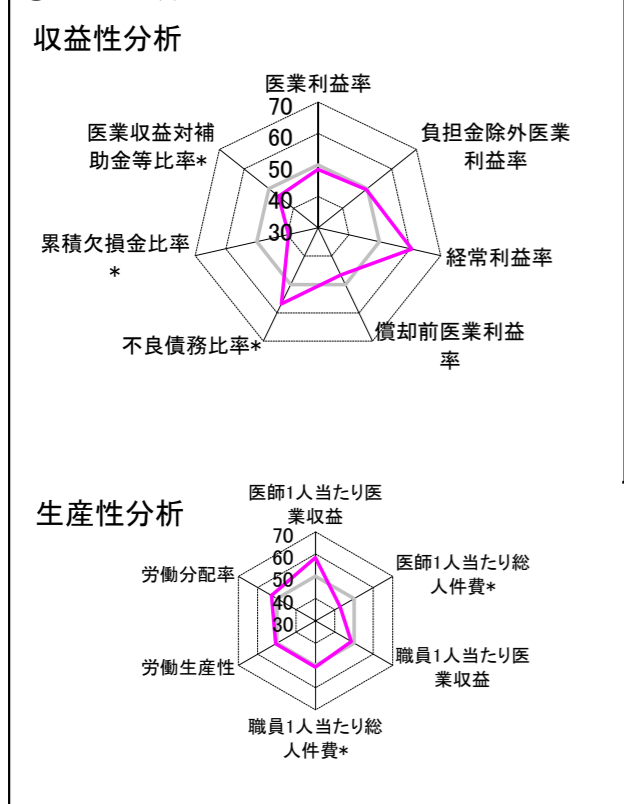 収益性分析
医業利益率
70
60
50
40
30
負担金除外医業
利益率
経常利益率
償却前医業利益
率
不良債務比率*
累積欠損金比率
*
医業収益対補
助金等比率*
生産性分析
医師1人当たり医
業収益
70
60
50
40
30
医師1人当たり総
人件費*
職員1人当たり医
業収益
職員1人当たり総
人件費*
労働生産性
労働分配率